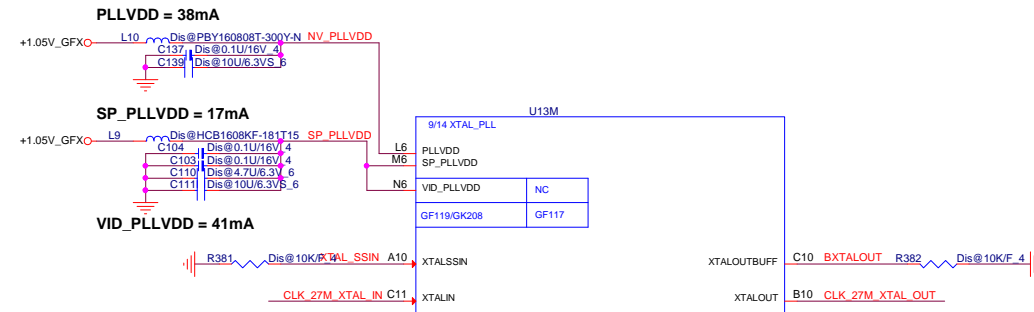 PLLVDD = 38mA
+1.05V_GFX L10 Dis@PBY160808T-300Y-N NV_PLLVDD
C137 Dis@0.1U/16V_4
C139 Dis@10U/6.3VS_6
SP_PLLVDD = 17mA
U13M
9/14 XTAL_PLL
+1.05V_GFX L9 Dis@HCB1608KF-181T15 SP_PLLVDD
C104 Dis@0.1U/16V_4
C103 Dis@0.1U/16V_4
C110 Dis@4.7U/6.3V_6
C111 Dis@10U/6.3VS_6
L6 PLLVDD
M6 SP_PLLVDD
N6 VID_PLLVDD NC
GF119/GK208 GF117
VID_PLLVDD = 41mA
R381 Dis@10K/F_4 XTAL_SSIN A10 XTALSSIN
XTALOUTBUFF C10 BXTALOUT R382 Dis@10K/F_4
CLK_27M_XTAL_IN C11 XTALIN
XTALOUT B10 CLK_27M_XTAL_OUT